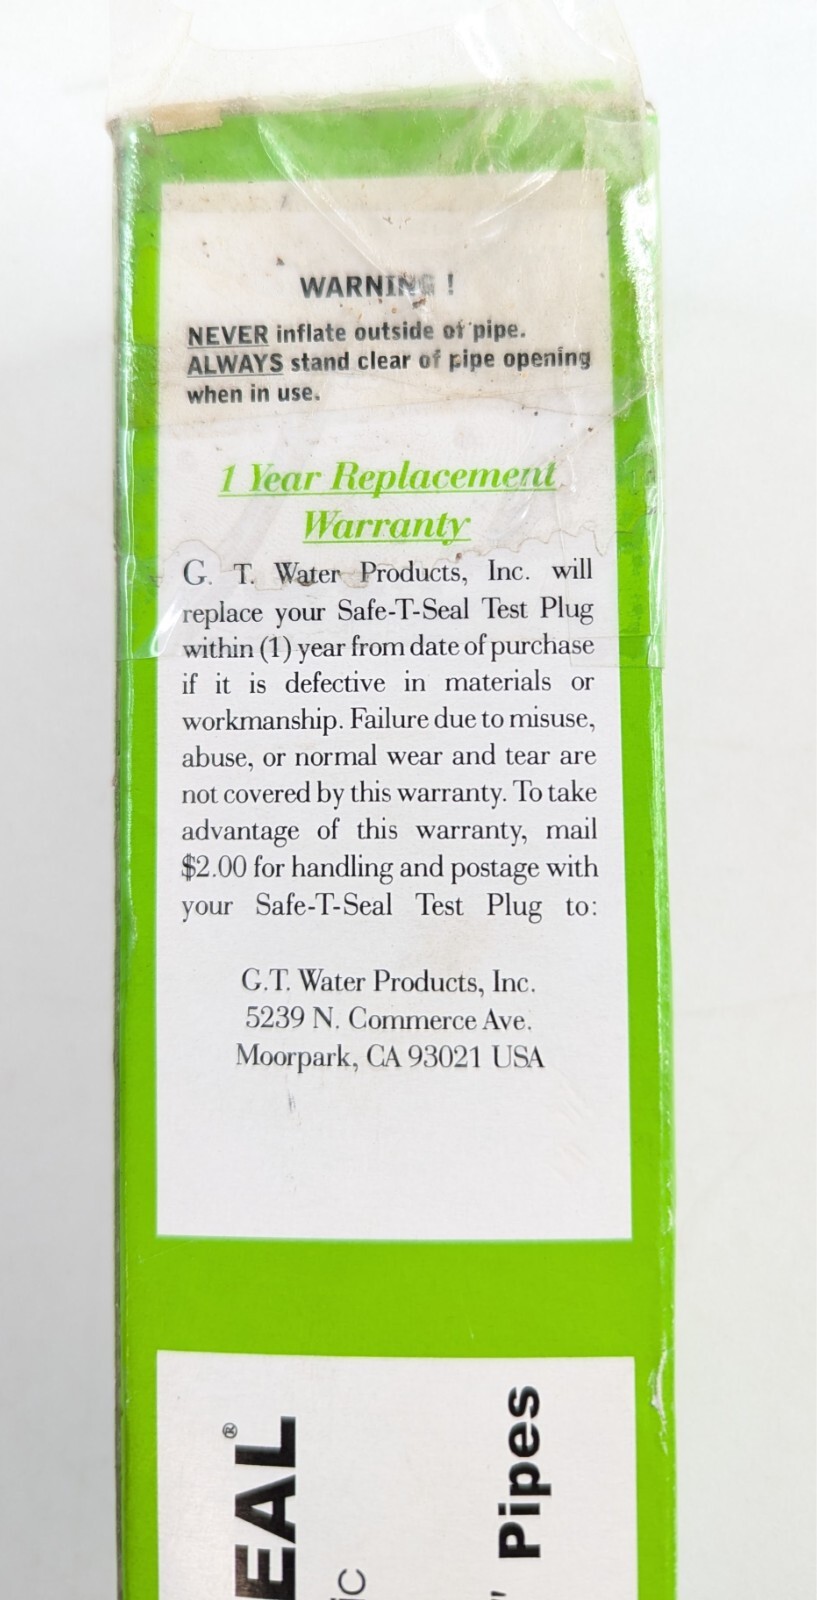 WARNING !
NEVER inflate outside of pipe.
ALWAYS stand clear of pipe opening
when in use.
1 Year Replacement
Warranty
G. T. Water Products, Inc. will
replace your Safe-T-Seal Test Plug
within (1) year from date of purchase
if it is defective in materials or
workmanship. Failure due to misuse,
abuse, or normal wear and tear are
not covered by this warranty. To take
advantage of this warranty, mail
$2.00 for handling and postage with
your Safe-T-Seal Test Plug to:
G.T. Water Products, Inc.
5239 N. Commerce Ave.
Moorpark, CA 93021 USA
EAL®
ic
" Pipes